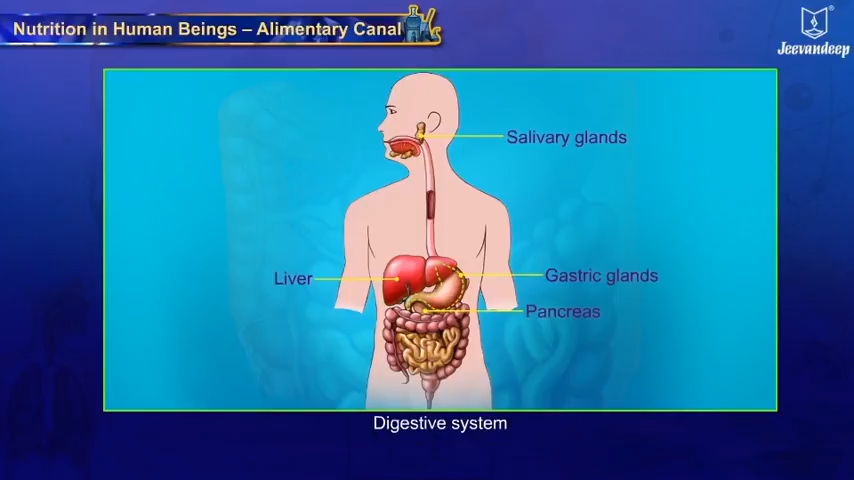 Nutrition in Human Beings – Alimentary Canal
Jeevandeep
Salivary glands
Liver
Gastric glands
Pancreas
Digestive system